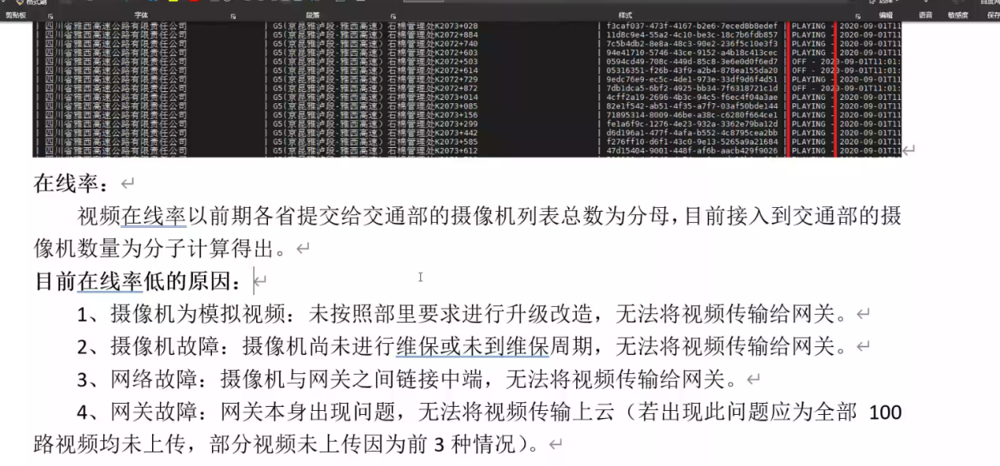 格式刷
剪贴板 字体 段落 样式 编辑 语音 敏感度 保存
四川省雅西高速公路有限责任公司 | G5(京昆雅泸段-雅西高速) 石棉管理处K2073+028 | f3caf037-473f-4167-b2e6-7eced8b8edef | PLAYING - 2020-09-01T11
| 四川省雅西高速公路有限责任公司 | G5(京昆雅泸段-雅西高速) 石棉管理处K2072+884 | 11d8c9e4-55a2-4c10-be3c-18c7b6fdb857 | PLAYING - 2020-09-01T11
| 四川省雅西高速公路有限责任公司 | G5(京昆雅泸段-雅西高速) 石棉管理处K2072+740 | 7c5b4db2-8e8a-48c3-90e2-236f5c10e3f3 | PLAYING - 2020-09-01T11
| 四川省雅西高速公路有限责任公司 | G5(京昆雅泸段-雅西高速) 石棉管理处K2072+603 | 94e41710-5746-43ce-9152-a4b18c413cec | PLAYING - 2020-09-01T11
| 四川省雅西高速公路有限责任公司 | G5(京昆雅泸段-雅西高速) 石棉管理处K2072+503 | 0594cd49-708c-449d-85c8-3e6e0d0f6ed7 | OFF - 2020-09-01T11:01:
| 四川省雅西高速公路有限责任公司 | G5(京昆雅泸段-雅西高速) 石棉管理处K2072+614 | 05316351-f26b-43f9-a2b4-878ea155da20 | PLAYING - 2020-09-01T11
| 四川省雅西高速公路有限责任公司 | G5(京昆雅泸段-雅西高速) 石棉管理处K2072+729 | 9edc76e9-ec5c-4de1-973e-33df9d6f4d51 | PLAYING - 2020-09-01T11
| 四川省雅西高速公路有限责任公司 | G5(京昆雅泸段-雅西高速) 石棉管理处K2072+872 | 7db1dca5-6bf2-4925-bb34-7f6318721c1d | OFF - 2020-09-01T11:01:
| 四川省雅西高速公路有限责任公司 | G5(京昆雅泸段-雅西高速) 石棉管理处K2073+014 | 4cff2a19-2696-4b3c-94c5-f6ec4f04a3ae | PLAYING - 2020-09-01T11
| 四川省雅西高速公路有限责任公司 | G5(京昆雅泸段-雅西高速) 石棉管理处K2073+085 | 82e1f542-ab51-4f35-a7f7-03af50bde144 | PLAYING - 2020-09-01T11
| 四川省雅西高速公路有限责任公司 | G5(京昆雅泸段-雅西高速) 石棉管理处K2073+156 | 71895314-8009-46be-a38c-c6280f664ce1 | PLAYING - 2020-09-01T11
| 四川省雅西高速公路有限责任公司 | G5(京昆雅泸段-雅西高速) 石棉管理处K2073+299 | fe1a6f9c-1276-4e23-932a-3362e79ba12d | PLAYING - 2020-09-01T11
| 四川省雅西高速公路有限责任公司 | G5(京昆雅泸段-雅西高速) 石棉管理处K2073+442 | d6d196a1-477f-4afa-b552-4c8795cea2bb | PLAYING - 2020-09-01T11
| 四川省雅西高速公路有限责任公司 | G5(京昆雅泸段-雅西高速) 石棉管理处K2073+585 | f276ff10-d6f1-43c0-9e13-5265a9a21684 | PLAYING - 2020-09-01T11
| 四川省雅西高速公路有限责任公司 | G5(京昆雅泸段-雅西高速) 石棉管理处K2073+612 | 47d15404-9001-448f-af6b-aacb429f9026 | PLAYING - 2020-09-01T11
在线率：
视频在线率以前期各省提交给交通部的摄像机列表总数为分母，目前接入到交通部的摄
像机数量为分子计算得出。
目前在线率低的原因：
1、摄像机为模拟视频：未按照部里要求进行升级改造，无法将视频传输给网关。
2、摄像机故障：摄像机尚未进行维保或未到维保周期，无法将视频传输给网关。
3、网络故障：摄像机与网关之间链接中端，无法将视频传输给网关。
4、网关故障：网关本身出现问题，无法将视频传输上云（若出现此问题应为全部 100
路视频均未上传，部分视频未上传因为前 3 种情况）。